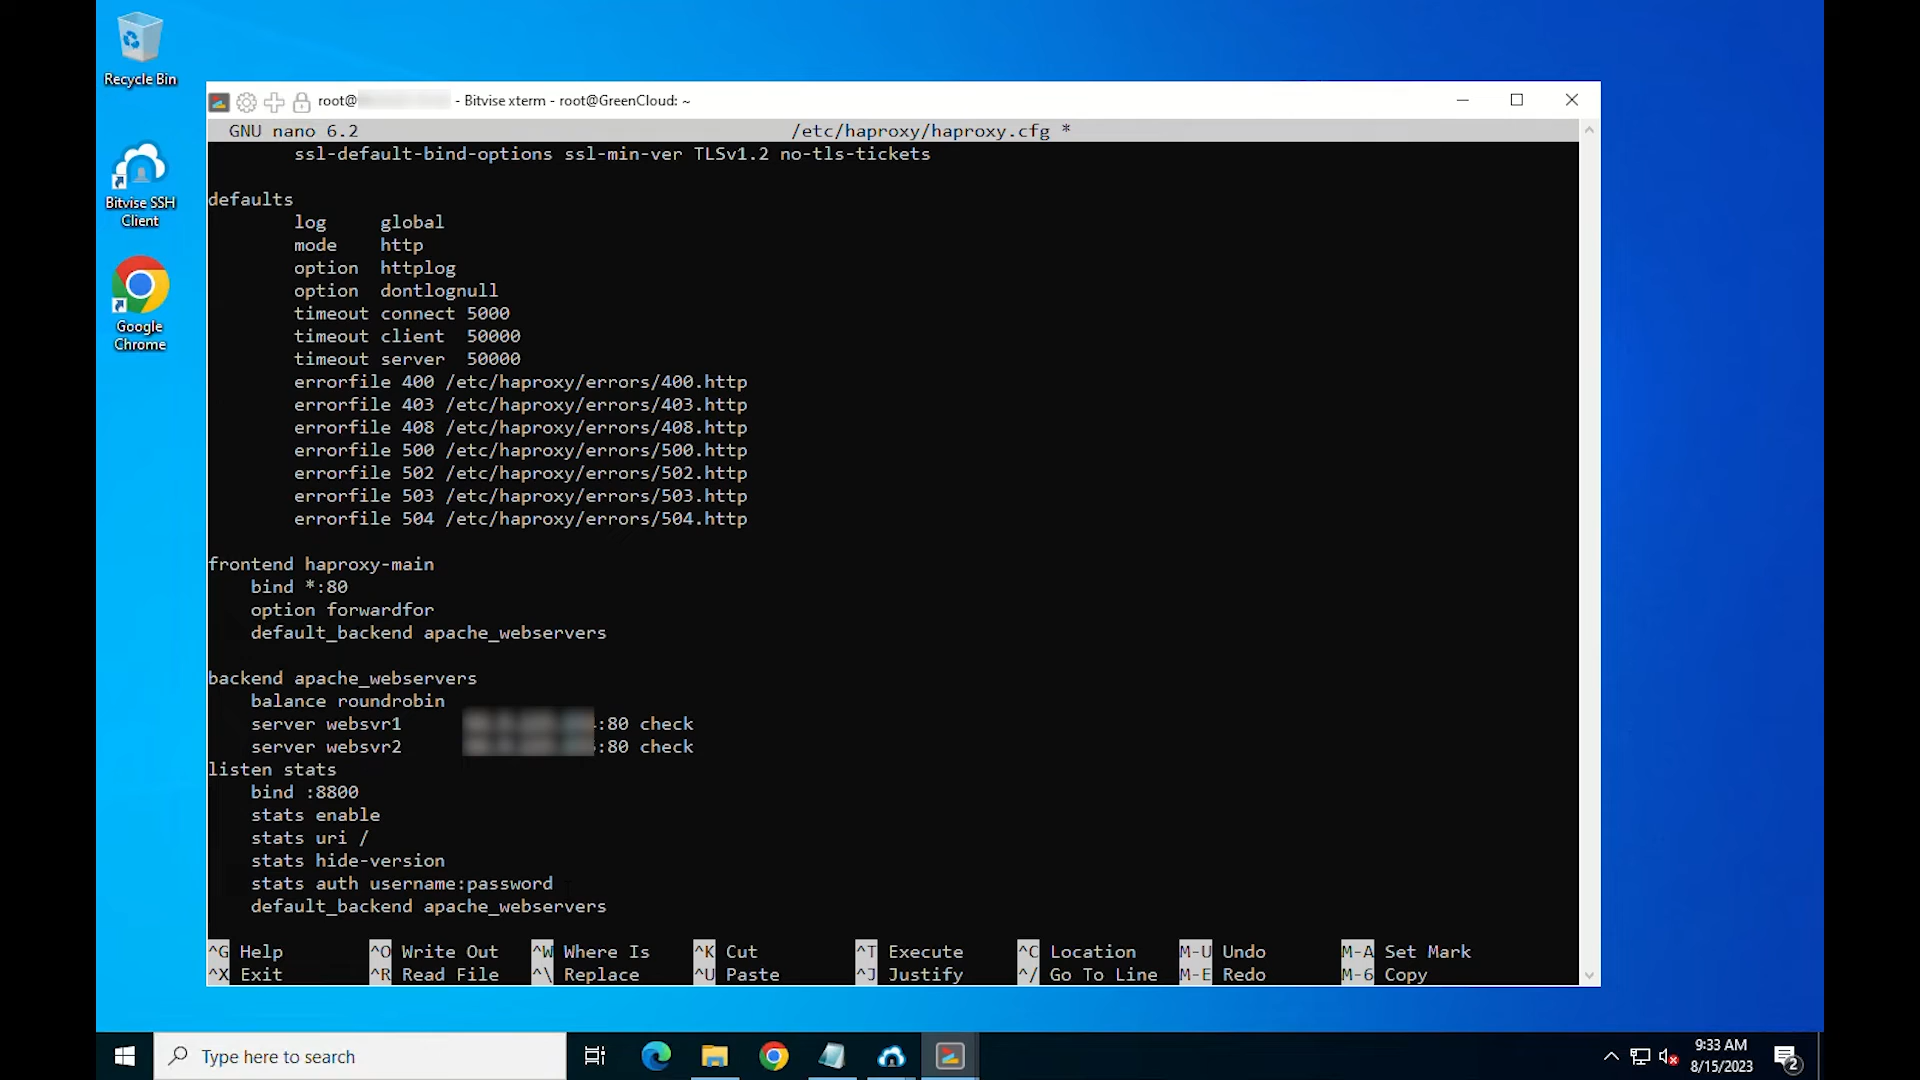 Recycle Bin
Bitvise SSH
Client
Google
Chrome
root@ - Bitvise xterm - root@GreenCloud: ~
GNU nano 6.2 /etc/haproxy/haproxy.cfg *
ssl-default-bind-options ssl-min-ver TLSv1.2 no-tls-tickets
defaults
log global
mode http
option httplog
option dontlognull
timeout connect 5000
timeout client 50000
timeout server 50000
errorfile 400 /etc/haproxy/errors/400.http
errorfile 403 /etc/haproxy/errors/403.http
errorfile 408 /etc/haproxy/errors/408.http
errorfile 500 /etc/haproxy/errors/500.http
errorfile 502 /etc/haproxy/errors/502.http
errorfile 503 /etc/haproxy/errors/503.http
errorfile 504 /etc/haproxy/errors/504.http
frontend haproxy-main
bind *:80
option forwardfor
default_backend apache_webservers
backend apache_webservers
balance roundrobin
server websvr1 :80 check
server websvr2 :80 check
listen stats
bind :8800
stats enable
stats uri /
stats hide-version
stats auth username:password
default_backend apache_webservers
^G Help ^O Write Out ^W Where Is ^K Cut ^T Execute ^C Location M-U Undo M-A Set Mark
^X Exit ^R Read File ^\ Replace ^U Paste ^J Justify ^/ Go To Line M-E Redo M-6 Copy
Type here to search
9:33 AM
8/15/2023
2